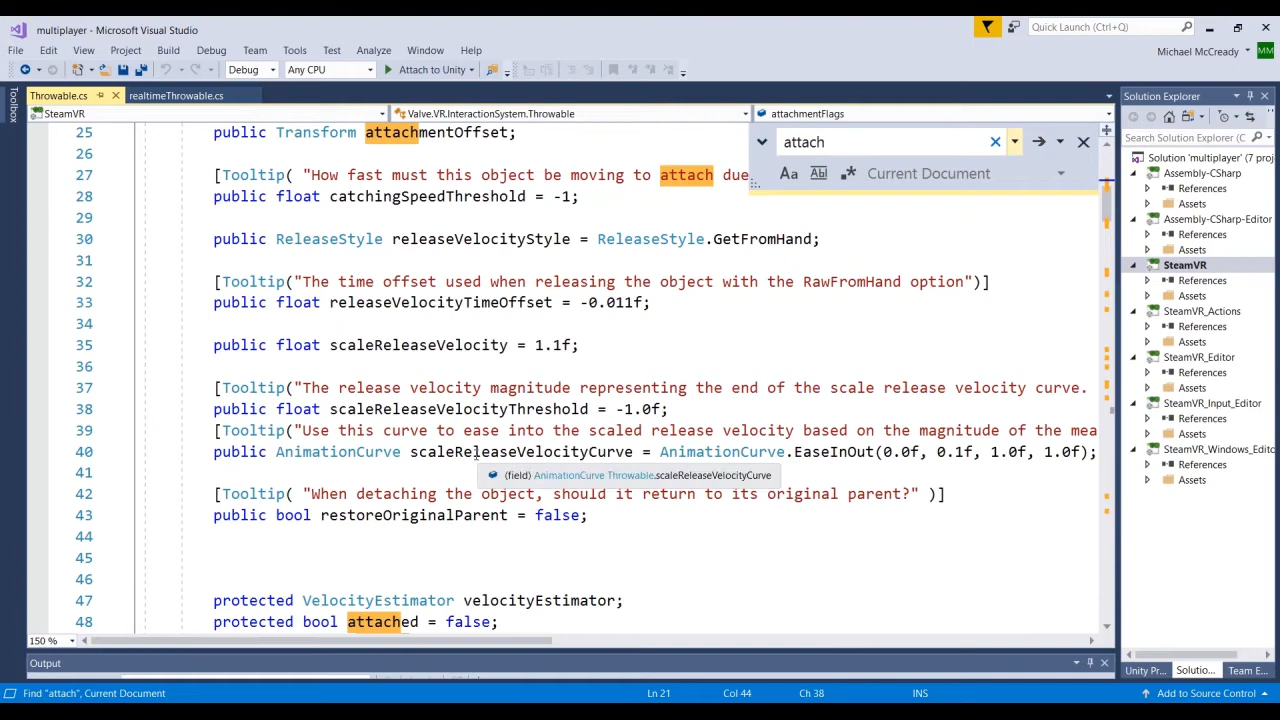 multiplayer - Microsoft Visual Studio
Quick Launch (Ctrl+Q)
File Edit View Project Build Debug Team Tools Test Analyze Window Help
Michael McCready MM
Debug Any CPU Attach to Unity
Toolbox
Throwable.cs realtimeThrowable.cs
SteamVR Valve.VR.InteractionSystem.Throwable attachmentFlags
attach
Aa Abl Current Document
25 public Transform attachmentOffset;
26
27 [Tooltip( "How fast must this object be moving to attach due
28 public float catchingSpeedThreshold = -1;
29
30 public ReleaseStyle releaseVelocityStyle = ReleaseStyle.GetFromHand;
31
32 [Tooltip("The time offset used when releasing the object with the RawFromHand option")]
33 public float releaseVelocityTimeOffset = -0.011f;
34
35 public float scaleReleaseVelocity = 1.1f;
36
37 [Tooltip("The release velocity magnitude representing the end of the scale release velocity curve.
38 public float scaleReleaseVelocityThreshold = -1.0f;
39 [Tooltip("Use this curve to ease into the scaled release velocity based on the magnitude of the mea
40 public AnimationCurve scaleReleaseVelocityCurve = AnimationCurve.EaseInOut(0.0f, 0.1f, 1.0f, 1.0f);
41
(field) AnimationCurve Throwable.scaleReleaseVelocityCurve
42 [Tooltip( "When detaching the object, should it return to its original parent?" )]
43 public bool restoreOriginalParent = false;
44
45
46
47 protected VelocityEstimator velocityEstimator;
48 protected bool attached = false;
150 %
Output
Find "attach", Current Document Ln 21 Col 44 Ch 38 INS Add to Source Control
Solution Explorer
Search Solution Explorer (C
Solution 'multiplayer' (7 proj
Assembly-CSharp
References
Assets
Assembly-CSharp-Editor
References
Assets
SteamVR
References
Assets
SteamVR_Actions
References
Assets
SteamVR_Editor
References
Assets
SteamVR_Input_Editor
References
Assets
SteamVR_Windows_Edito
References
Assets
Unity Pr... Solutio... Team E...